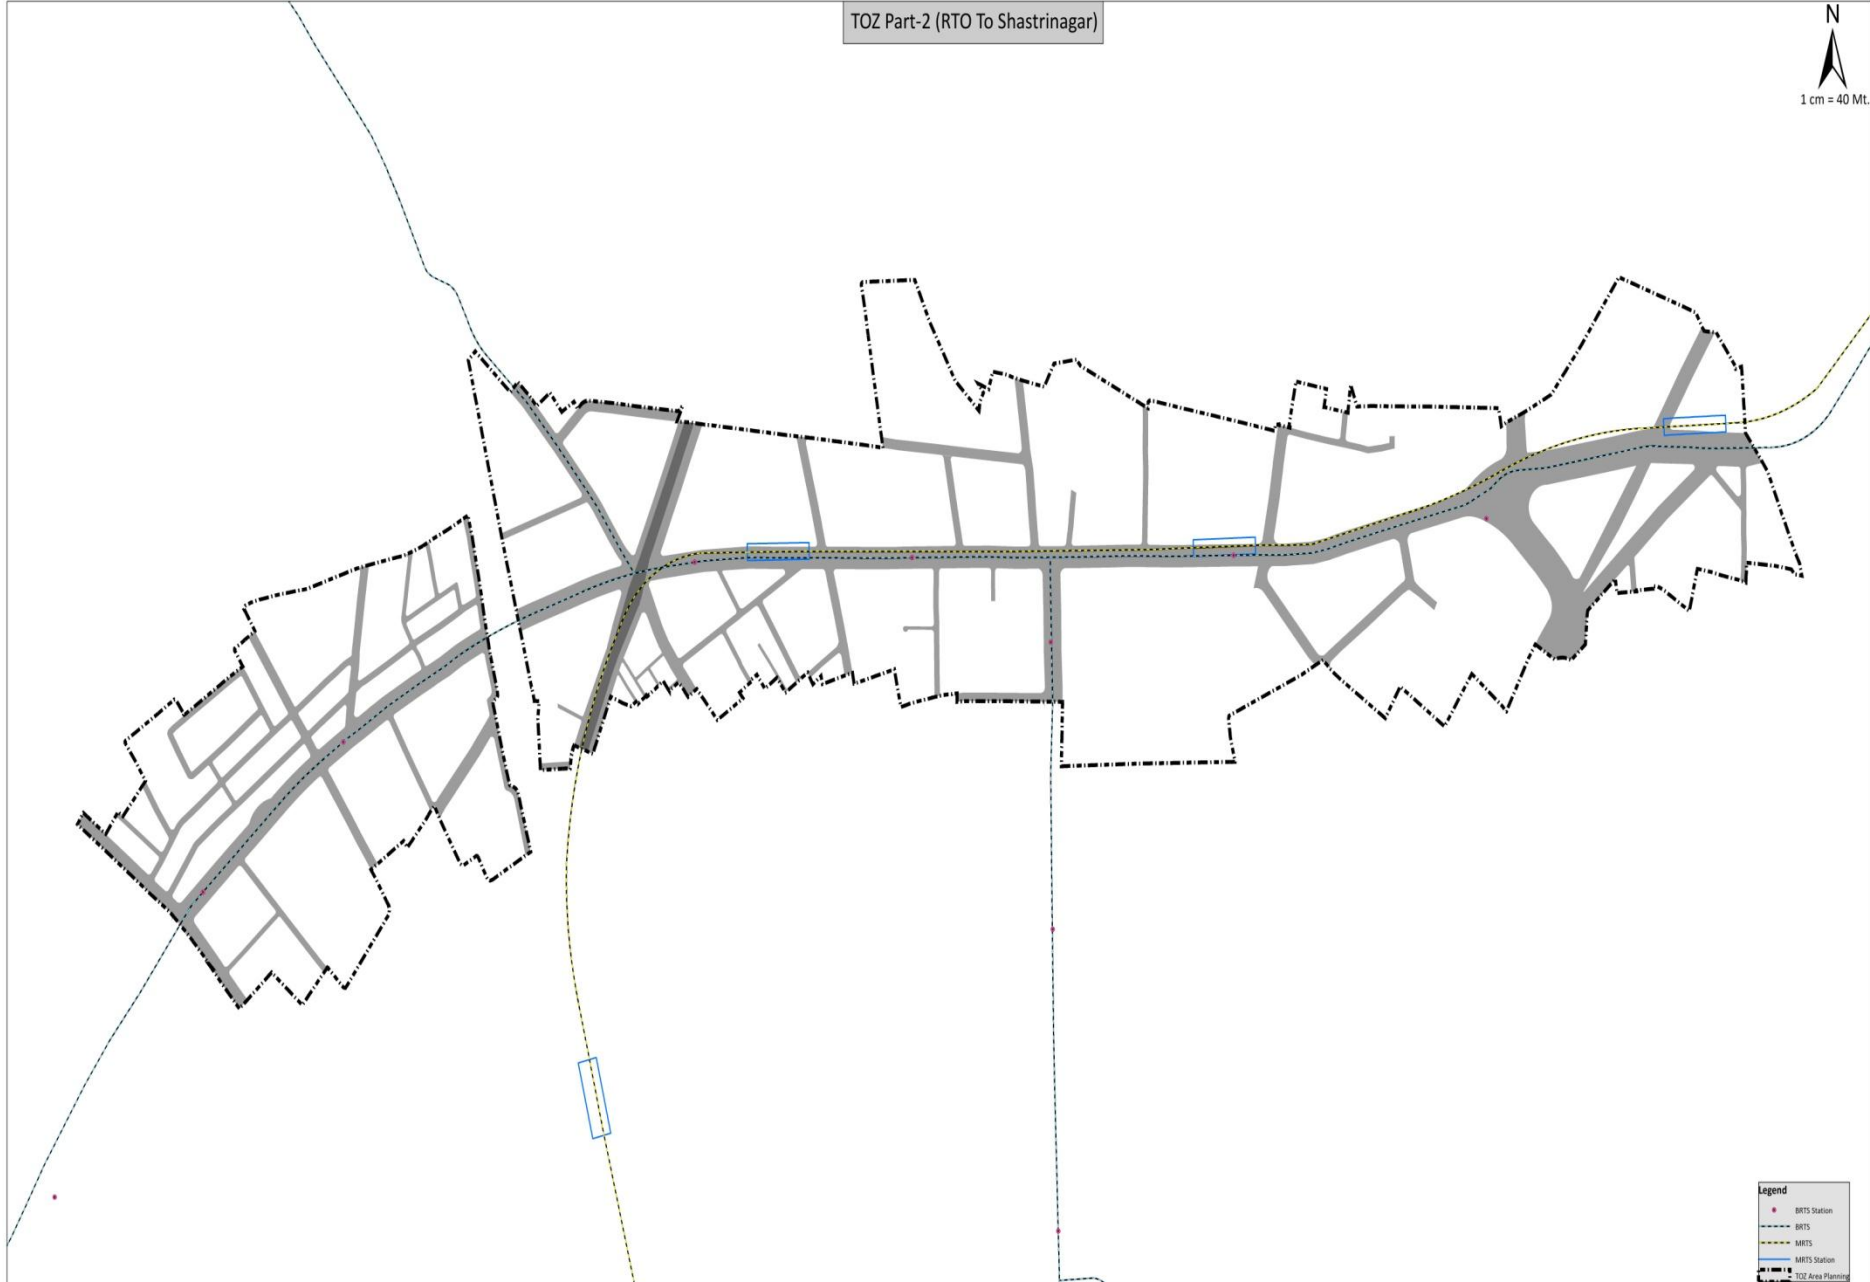 TOZ Part-2 (RTO To Shastrinagar)
N
1 cm = 40 Mt.
Legend
BRTS Station
BRTS
MRTS
MRTS Station
TOZ Area Planning